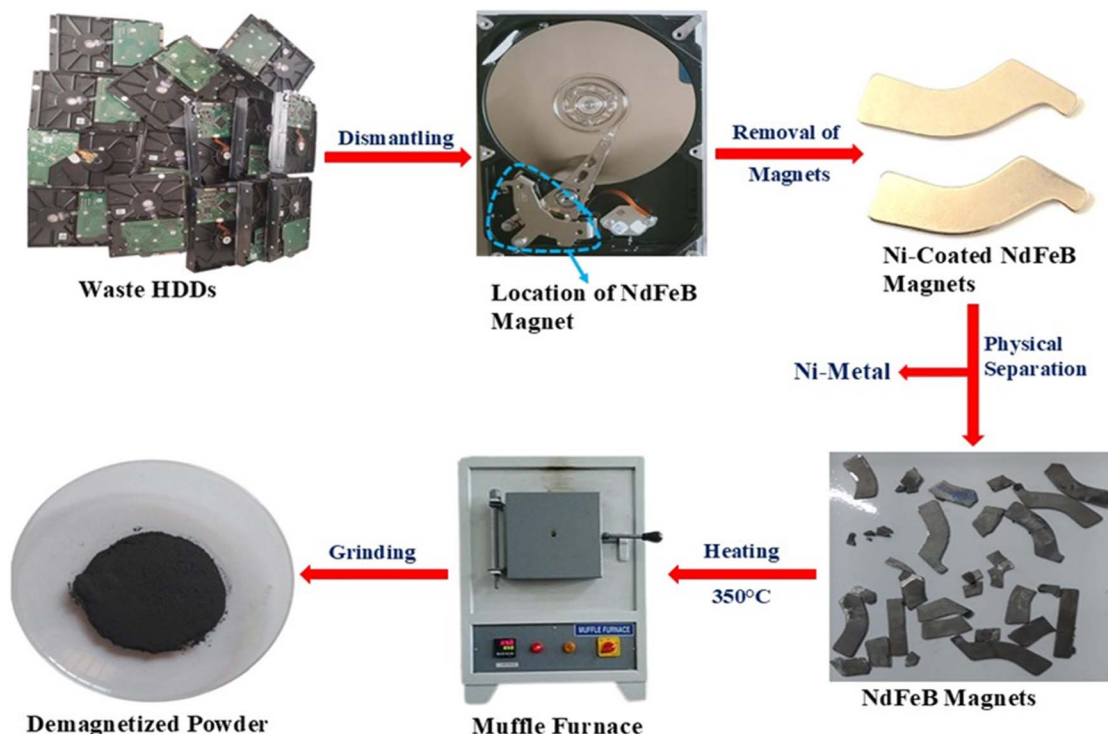 Dismantling
Removal of
Magnets
Waste HDDs
Location of NdFeB
Magnet
Ni-Coated NdFeB
Magnets
Physical
Separation
Ni-Metal
Heating
350°C
Grinding
MUFFLE FURNACE
NdFeB Magnets
Muffle Furnace
Demagnetized Powder